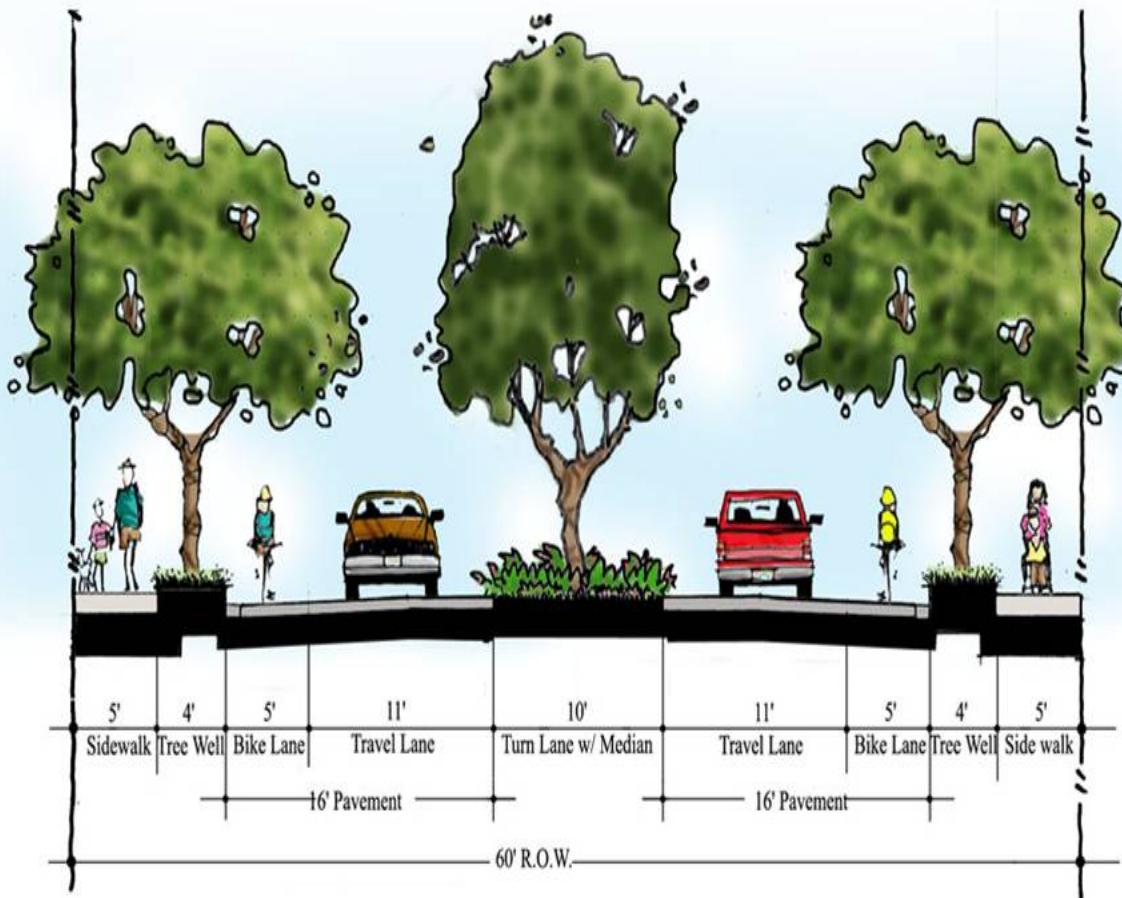 5' 4' 5' 11' 10' 11' 5' 4' 5'
Sidewalk Tree Well Bike Lane Travel Lane Turn Lane w/ Median Travel Lane Bike Lane Tree Well Side walk
16' Pavement 16' Pavement
60' R.O.W.